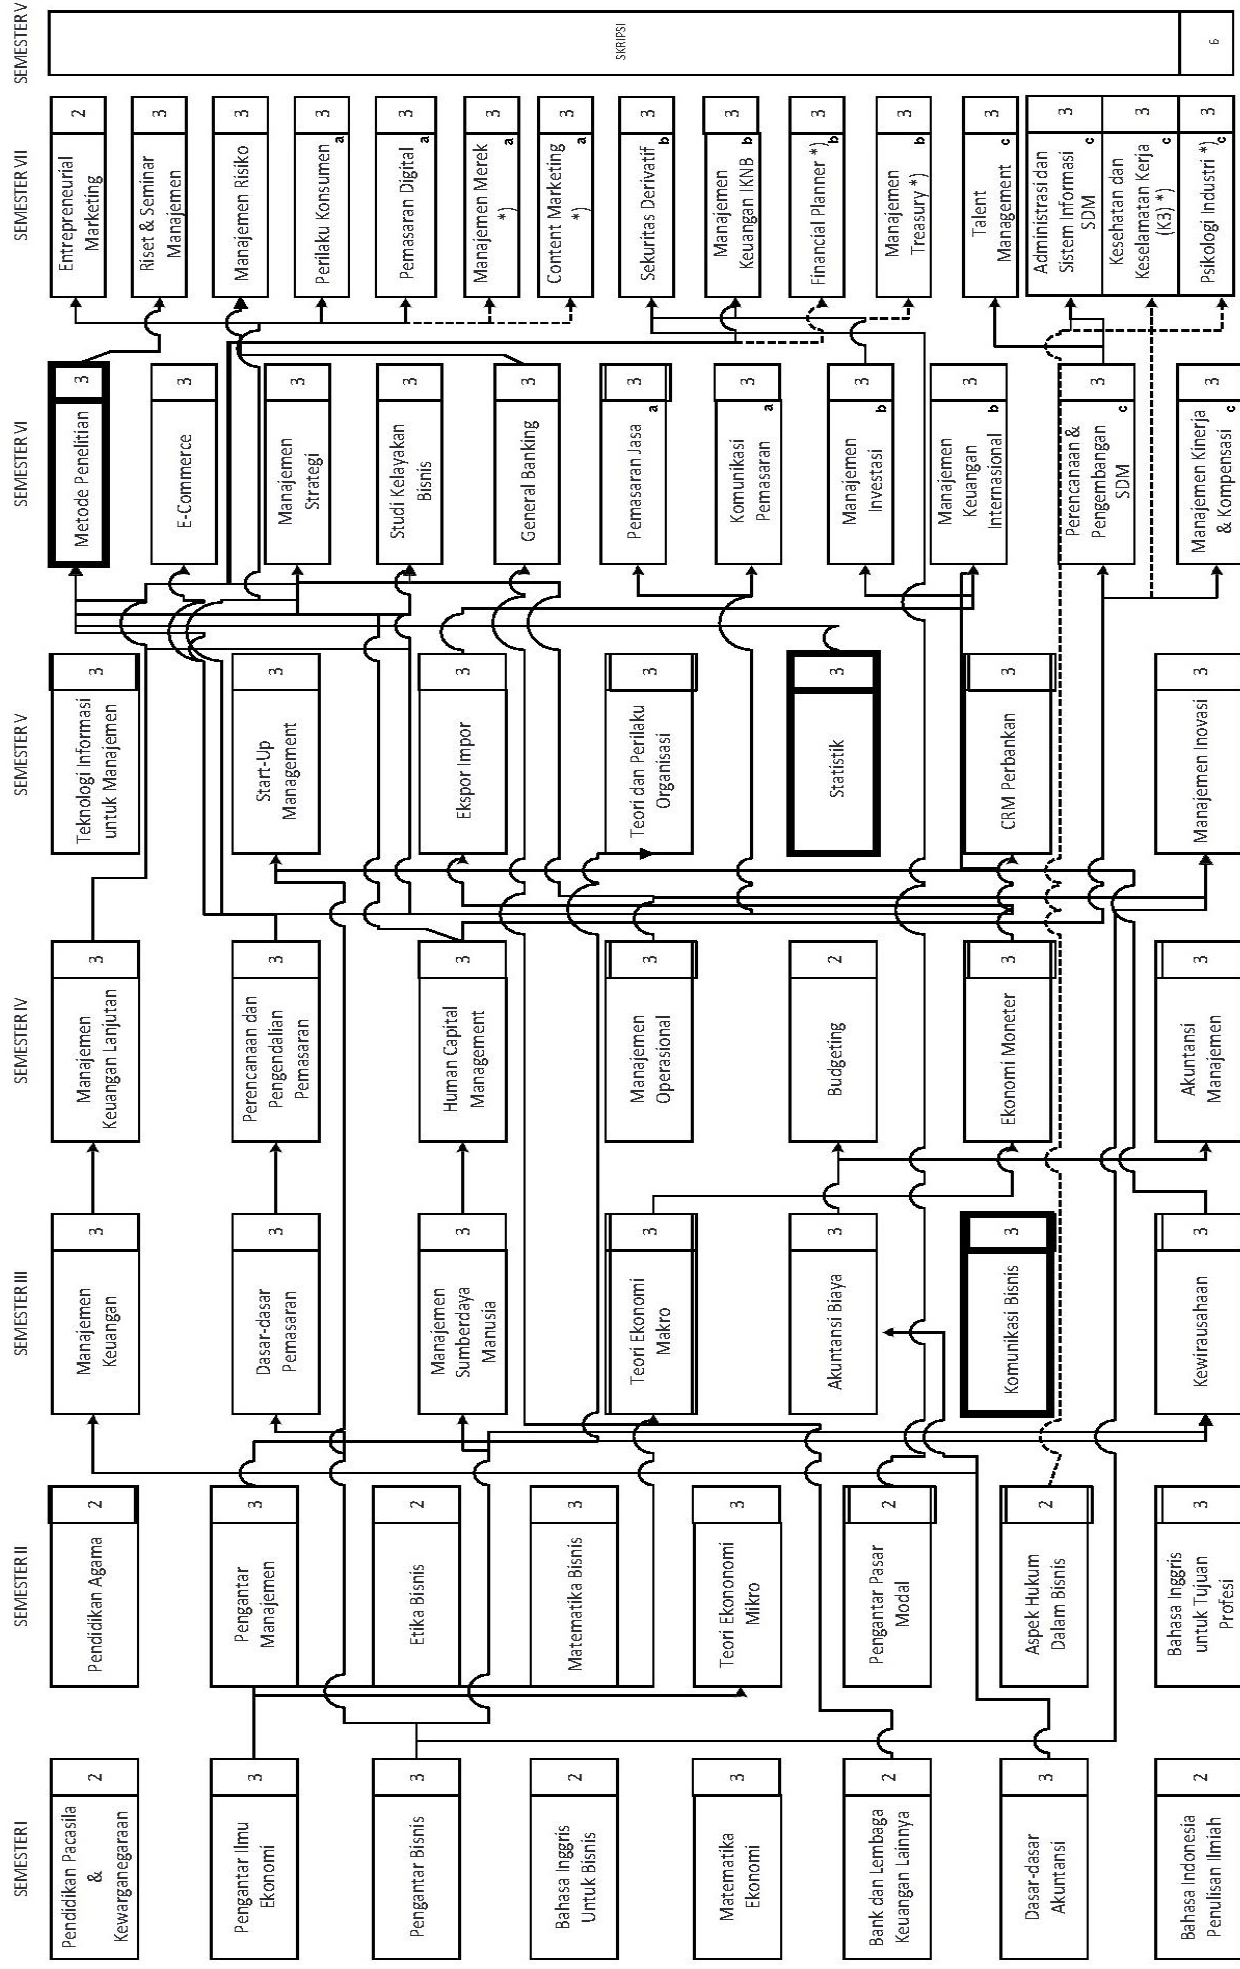 SEMESTER I
Pendidikan Pacasila
&
Kewarganegaraan
2
Pengantar Ilmu
Ekonomi
3
Pengantar Bisnis
3
Bahasa Inggris
Untuk Bisnis
2
Matematika
Ekonomi
3
Bank dan Lembaga
Keuangan Lainnya
2
Dasar-dasar
Akuntansi
3
Bahasa Indonesia
Penulisan Ilmiah
2
SEMESTER II
Pendidikan Agama
2
Pengantar
Manajemen
3
Etika Bisnis
2
Matematika Bisnis
3
Teori Ekononomi
Mikro
3
Pengantar Pasar
Modal
2
Aspek Hukum
Dalam Bisnis
2
Bahasa Inggris
untuk Tujuan
Profesi
3
SEMESTER III
Manajemen
Keuangan
3
Dasar-dasar
Pemasaran
3
Manajemen
Sumberdaya
Manusia
3
Teori Ekonomi
Makro
3
Akuntansi Biaya
3
Komunikasi Bisnis
3
Kewirausahaan
3
SEMESTER IV
Manajemen
Keuangan Lanjutan
3
Perencanaan dan
Pengendalian
Pemasaran
3
Human Capital
Management
3
Manajemen
Operasional
3
Budgeting
2
Ekonomi Moneter
3
Akuntansi
Manajemen
3
SEMESTER V
Teknologi Informasi
untuk Manajemen
3
Start-Up
Management
3
Ekspor Impor
3
Teori dan Perilaku
Organisasi
3
Statistik
3
CRM Perbankan
3
Manajemen Inovasi
3
SEMESTER VI
Metode Penelitian
3
E-Commerce
3
Manajemen
Strategi
3
Studi Kelayakan
Bisnis
3
General Banking
3
Pemasaran Jasa
3
a
Komunikasi
Pemasaran
3
a
Manajemen
Investasi
3
b
Manajemen
Keuangan
Internasional
3
b
Perencanaan &
Pengembangan
SDM
3
c
Manajemen Kinerja
& Kompensasi
3
c
SEMESTER VII
Entrepreneurial
Marketing
2
Riset & Seminar
Manajemen
3
Manajemen Risiko
3
Perilaku Konsumen
3
a
Pemasaran Digital
3
a
Manajemen Merek
*)
3
a
Content Marketing
*)
3
a
Sekuritas Derivatif
3
b
Manajemen
Keuangan IKNB
3
b
Financial Planner *)
3
b
Manajemen
Treasury *)
3
b
Talent
Management
3
c
Administrasi dan
Sistem Informasi
SDM
3
c
Kesehatan dan
Keselamatan Kerja
(K3) *)
3
c
Psikologi Industri *)
3
c
SEMESTER V
SKRIPSI
6